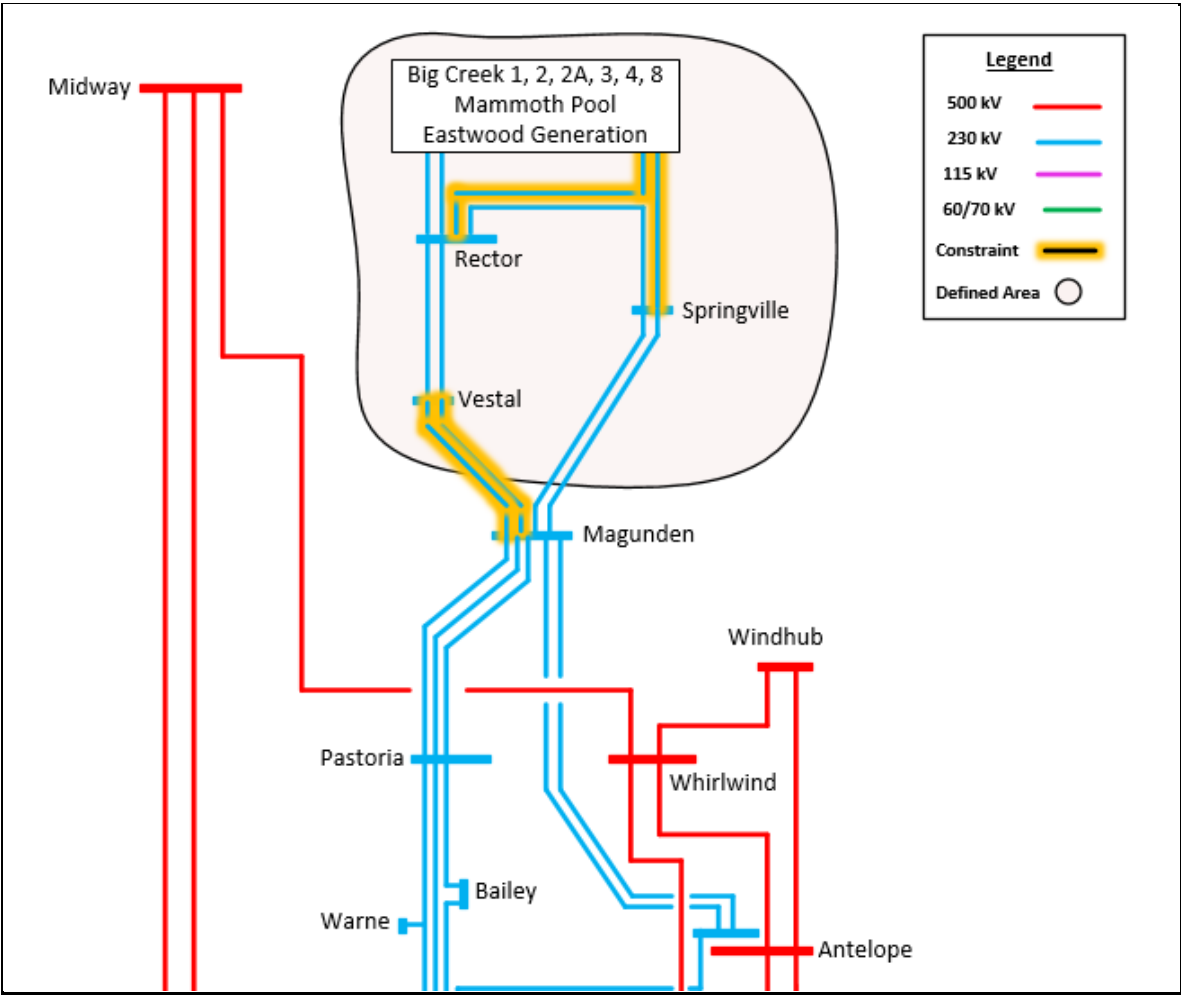 Midway
Big Creek 1, 2, 2A, 3, 4, 8
Mammoth Pool
Eastwood Generation
Legend
500 kV
230 kV
115 kV
60/70 kV
Constraint
Defined Area
Rector
Springville
Vestal
Magunden
Windhub
Pastoria
Whirlwind
Bailey
Warne
Antelope